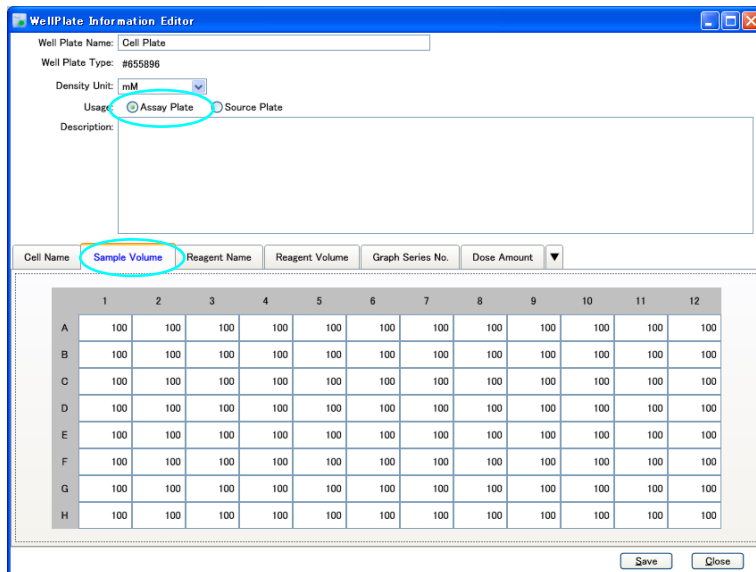 WellPlate Information Editor
Well Plate Name: Cell Plate
Well Plate Type: #655896
Density Unit: mM
Usage: Assay Plate Source Plate
Description:
Cell Name Sample Volume Reagent Name Reagent Volume Graph Series No. Dose Amount ▼
1 2 3 4 5 6 7 8 9 10 11 12
A 100 100 100 100 100 100 100 100 100 100 100 100
B 100 100 100 100 100 100 100 100 100 100 100 100
C 100 100 100 100 100 100 100 100 100 100 100 100
D 100 100 100 100 100 100 100 100 100 100 100 100
E 100 100 100 100 100 100 100 100 100 100 100 100
F 100 100 100 100 100 100 100 100 100 100 100 100
G 100 100 100 100 100 100 100 100 100 100 100 100
H 100 100 100 100 100 100 100 100 100 100 100 100
Save Close